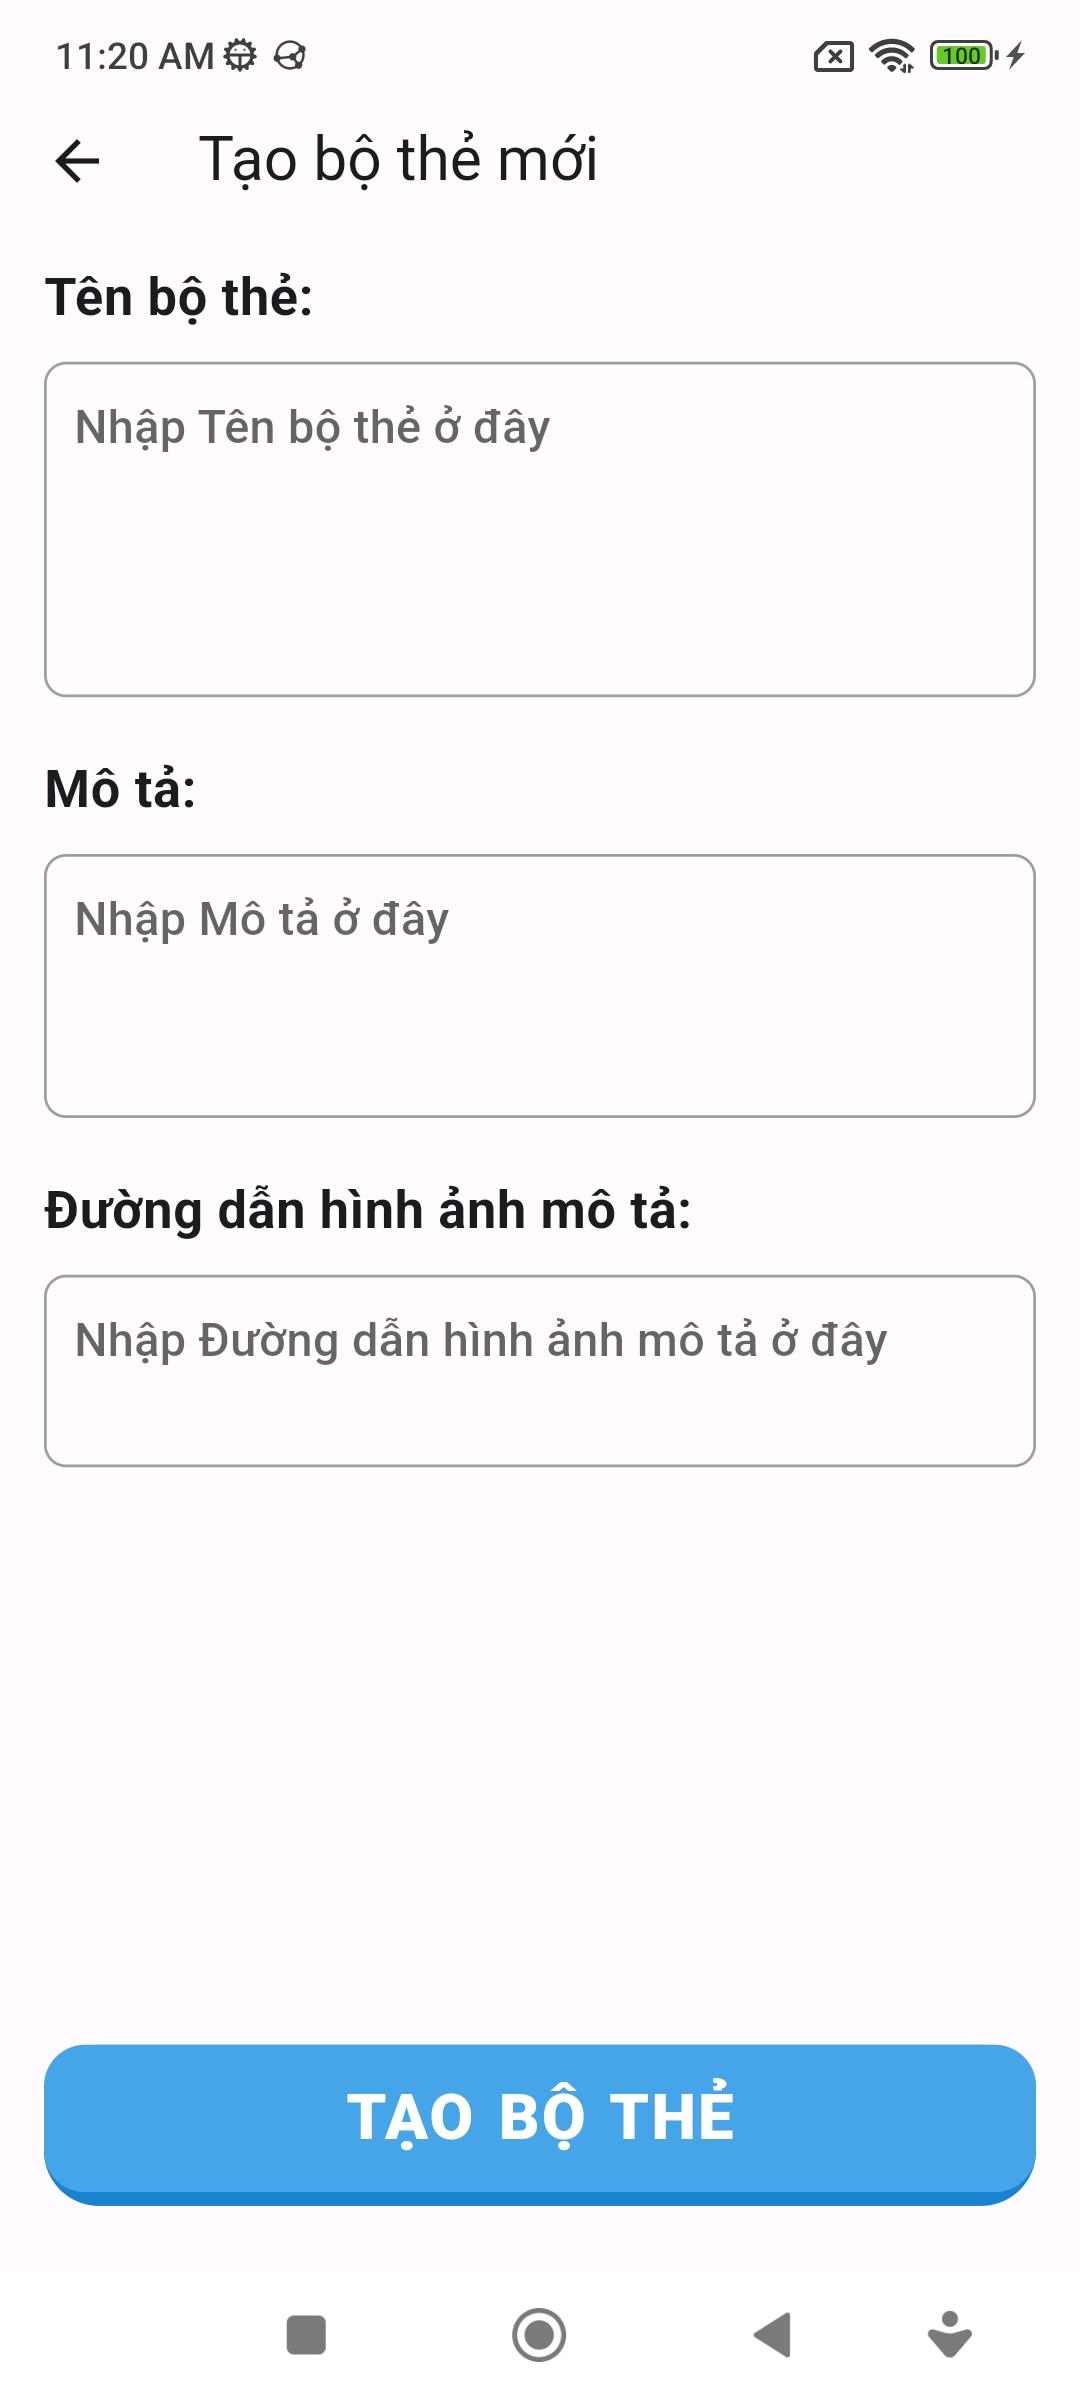 11:20 AM
100
Tạo bộ thẻ mới
Tên bộ thẻ:
Nhập Tên bộ thẻ ở đây
Mô tả:
Nhập Mô tả ở đây
Đường dẫn hình ảnh mô tả:
Nhập Đường dẫn hình ảnh mô tả ở đây
TẠO BỘ THẺ